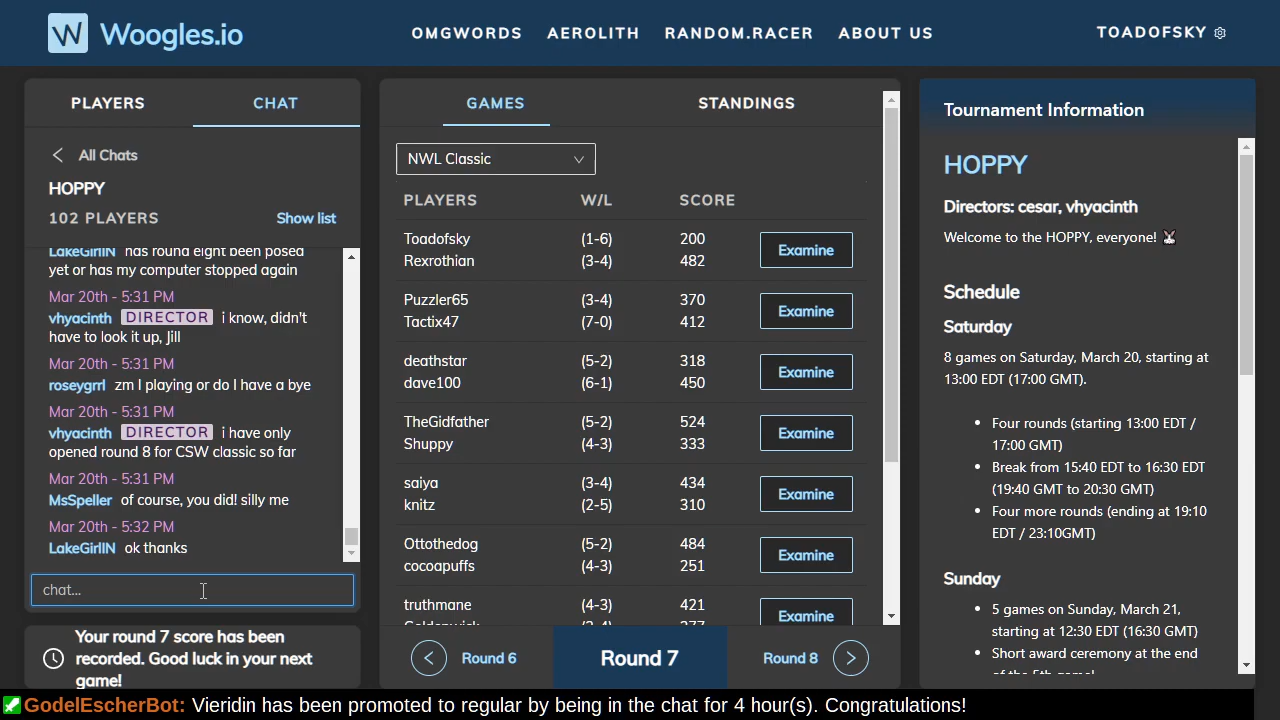 W Woogles.io
OMGWORDS AEROLITH RANDOM.RACER ABOUT US
TOADOFSKY
PLAYERS CHAT
All Chats
HOPPY
102 PLAYERS Show list
LakeGirlIN has round eight been posed
yet or has my computer stopped again
Mar 20th - 5:31 PM
vhyacinth DIRECTOR i know, didn't
have to look it up, Jill
Mar 20th - 5:31 PM
roseygrrl zm I playing or do I have a bye
Mar 20th - 5:31 PM
vhyacinth DIRECTOR i have only
opened round 8 for CSW classic so far
Mar 20th - 5:31 PM
MsSpeller of course, you did! silly me
Mar 20th - 5:32 PM
LakeGirlIN ok thanks
chat...
Your round 7 score has been
recorded. Good luck in your next
game!
GAMES STANDINGS
NWL Classic
PLAYERS W/L SCORE
Toadofsky (1-6) 200
Rexrothian (3-4) 482
Examine
Puzzler65 (3-4) 370
Tactix47 (7-0) 412
Examine
deathstar (5-2) 318
dave100 (6-1) 450
Examine
TheGidfather (5-2) 524
Shuppy (4-3) 333
Examine
saiya (3-4) 434
knitz (2-5) 310
Examine
Ottothedog (5-2) 484
cocoapuffs (4-3) 251
Examine
truthmane (4-3) 421
Examine
Round 6 Round 7 Round 8
Tournament Information
HOPPY
Directors: cesar, vhyacinth
Welcome to the HOPPY, everyone!
Schedule
Saturday
8 games on Saturday, March 20, starting at
13:00 EDT (17:00 GMT).
• Four rounds (starting 13:00 EDT /
17:00 GMT)
• Break from 15:40 EDT to 16:30 EDT
(19:40 GMT to 20:30 GMT)
• Four more rounds (ending at 19:10
EDT / 23:10GMT)
Sunday
• 5 games on Sunday, March 21,
starting at 12:30 EDT (16:30 GMT)
• Short award ceremony at the end
of the 5th game!
GodelEscherBot: Vieridin has been promoted to regular by being in the chat for 4 hour(s). Congratulations!